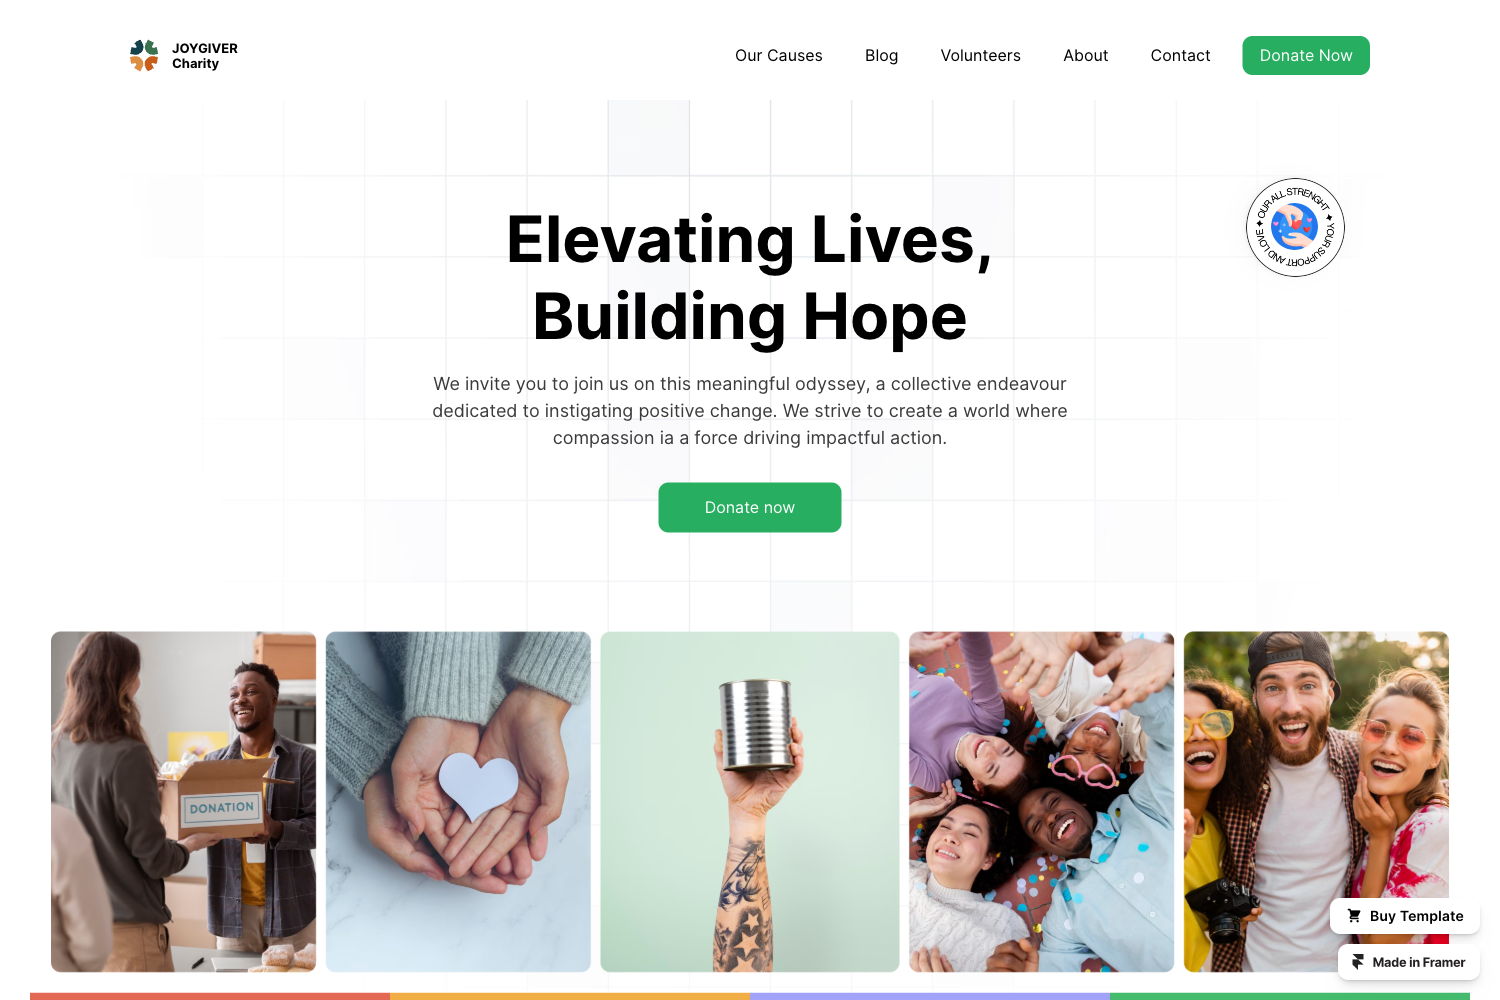 JOYGIVER
Charity
Our Causes
Blog
Volunteers
About
Contact
Donate Now
Elevating Lives,
Building Hope
OUR ALL STRENGHT ✦ YOUR SUPPORT AND LOVE ✦
We invite you to join us on this meaningful odyssey, a collective endeavour
dedicated to instigating positive change. We strive to create a world where
compassion ia a force driving impactful action.
Donate now
DONATION
Buy Template
Made in Framer